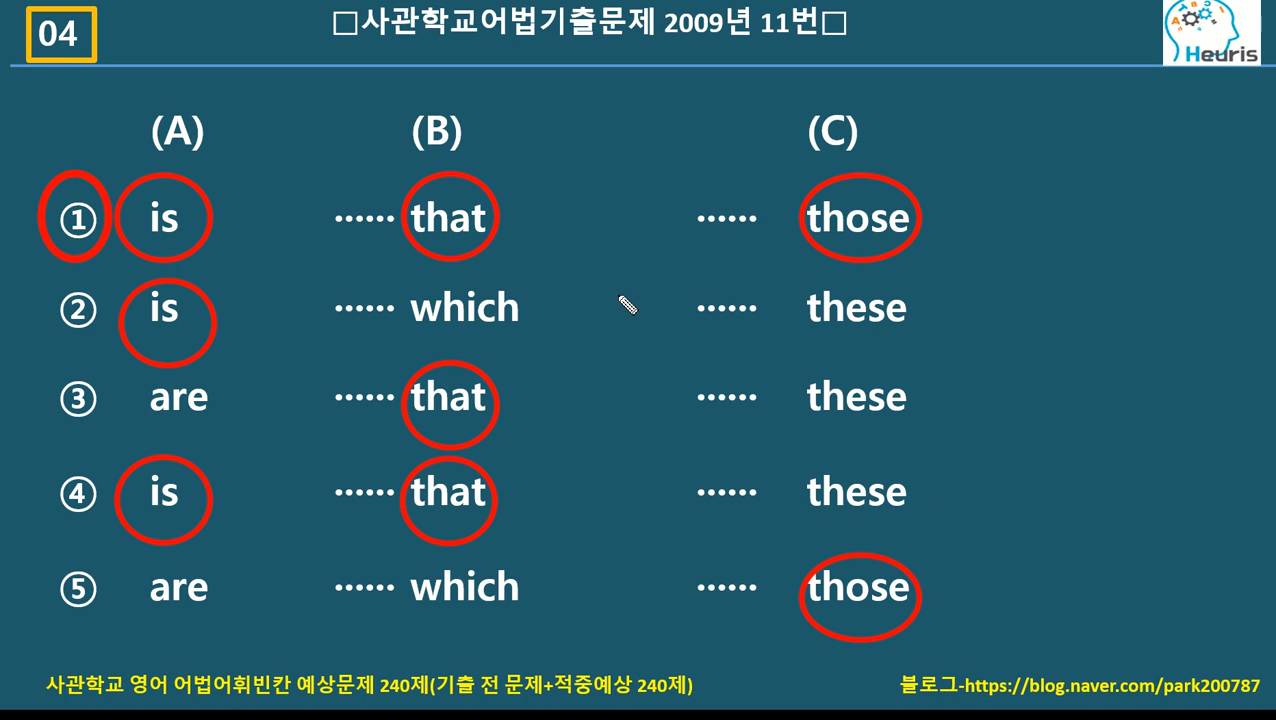 04
□사관학교어법기출문제 2009년 11번□
Heuris
(A) (B) (C)
① is ······ that ······ those
② is ······ which ······ these
③ are ······ that ······ these
④ is ······ that ······ these
⑤ are ······ which ······ those
사관학교 영어 어법어휘빈칸 예상문제 240제(기출 전 문제+적중예상 240제) 블로그-https://blog.naver.com/park200787